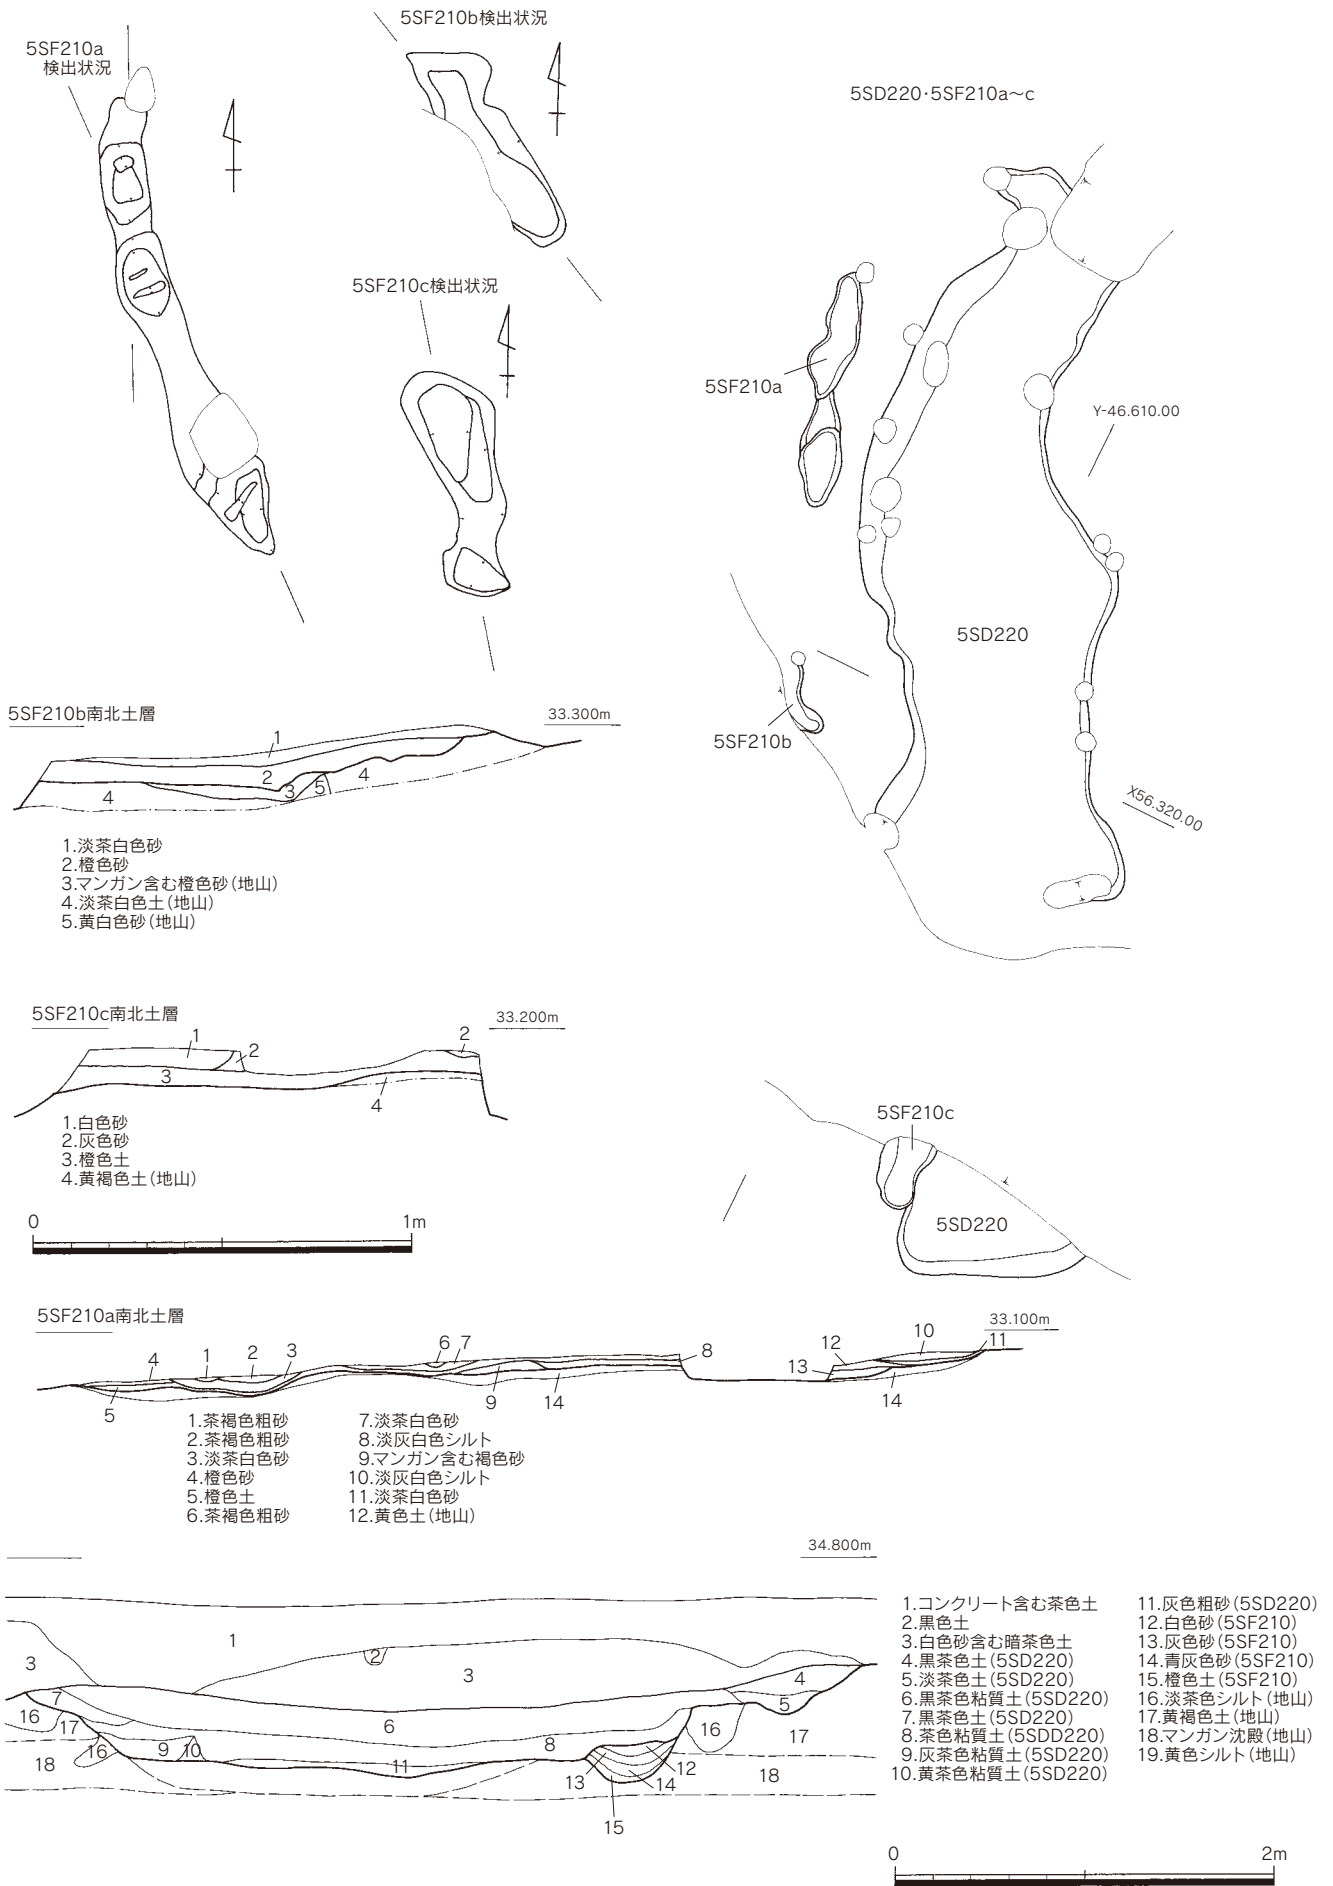 5SF210a
検出状況
5SF210b検出状況
5SD220・5SF210a～c
5SF210c検出状況
5SF210a
Y-46.610.00
5SD220
5SF210b
X56.320.00
5SF210b南北土層
33.300m
1
2
3
5
4
4
1.淡茶白色砂
2.橙色砂
3.マンガン含む橙色砂(地山)
4.淡茶白色土(地山)
5.黄白色砂(地山)
5SF210c南北土層
33.200m
1
2
2
3
4
1.白色砂
2.灰色砂
3.橙色土
4.黄褐色土(地山)
0
1m
5SF210c
5SD220
5SF210a南北土層
33.100m
4
1
2
3
6
7
8
12
10
11
13
5
9
14
14
1.茶褐色粗砂
2.茶褐色粗砂
3.淡茶白色砂
4.橙色砂
5.橙色土
6.茶褐色粗砂
7.淡茶白色砂
8.淡灰白色シルト
9.マンガン含む褐色砂
10.淡灰白色シルト
11.淡茶白色砂
12.黄色土(地山)
34.800m
1
2
3
3
4
7
5
16
17
6
16
17
8
16
9
10
11
18
12
13
14
18
15
1.コンクリート含む茶色土
2.黒色土
3.白色砂含む暗茶色土
4.黒茶色土(5SD220)
5.淡茶色土(5SD220)
6.黒茶色粘質土(5SD220)
7.黒茶色土(5SD220)
8.茶色粘質土(5SDD220)
9.灰茶色粘質土(5SD220)
10.黄茶色粘質土(5SD220)
11.灰色粗砂(5SD220)
12.白色砂(5SF210)
13.灰色砂(5SF210)
14.青灰色砂(5SF210)
15.橙色土(5SF210)
16.淡茶色シルト(地山)
17.黄褐色土(地山)
18.マンガン沈殿(地山)
19.黄色シルト(地山)
0
2m